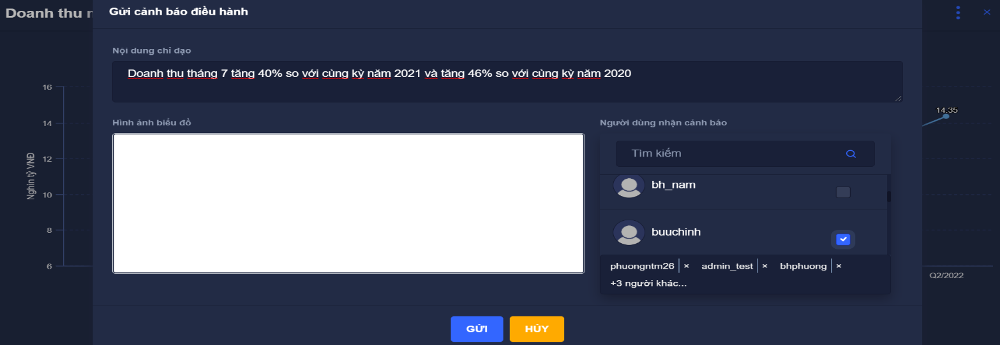 Doanh thu n
Gửi cảnh báo điều hành
Nội dung chỉ đạo
Doanh thu tháng 7 tăng 40% so với cùng kỳ năm 2021 và tăng 46% so với cùng kỳ năm 2020
Hình ảnh biểu đồ
Người dùng nhận cảnh báo
Tìm kiếm
bh_nam
buuchinh
phuongntm26 × admin_test × bhphuong ×
+3 người khác...
GỬI
HỦY
Nghìn tỷ VNĐ
16
14
12
10
8
6
14.35
Q2/2022